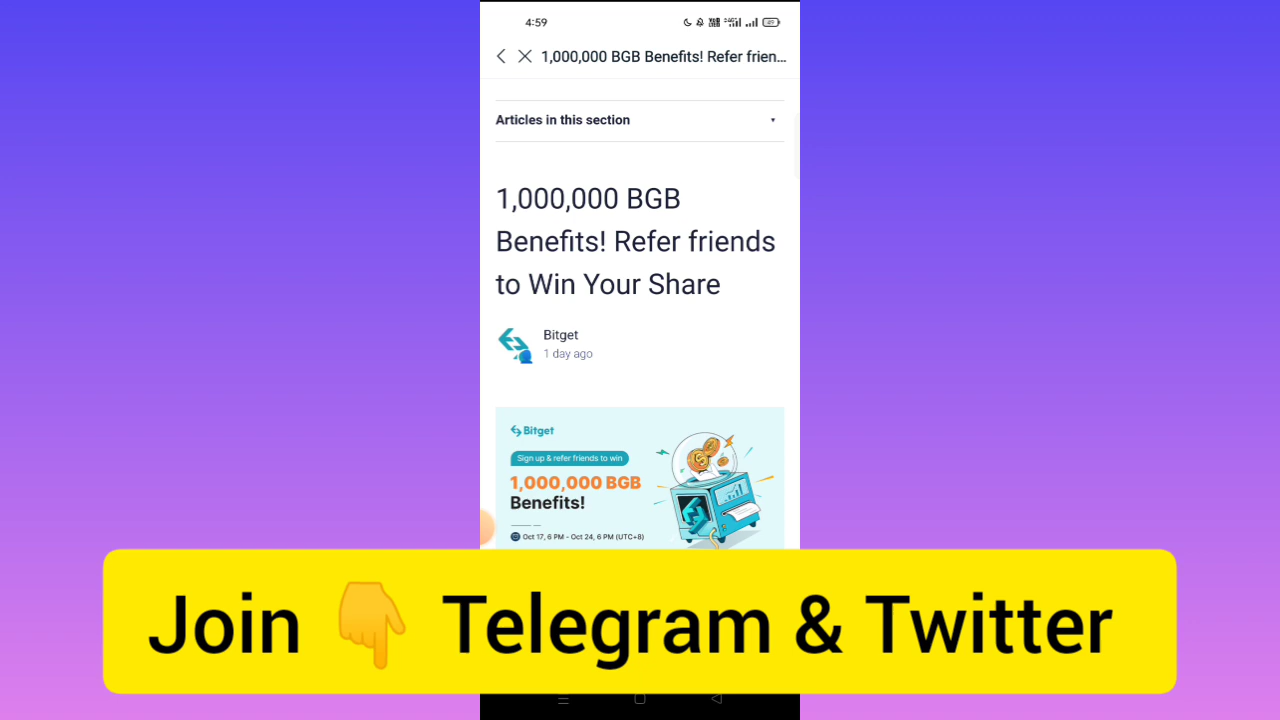 4:59
1,000,000 BGB Benefits! Refer frien...
Articles in this section
1,000,000 BGB
Benefits! Refer friends
to Win Your Share
Bitget
1 day ago
Bitget
Sign up & refer friends to win
1,000,000 BGB
Benefits!
Oct 17, 6 PM - Oct 24, 6 PM (UTC+8)
Join 👇 Telegram & Twitter